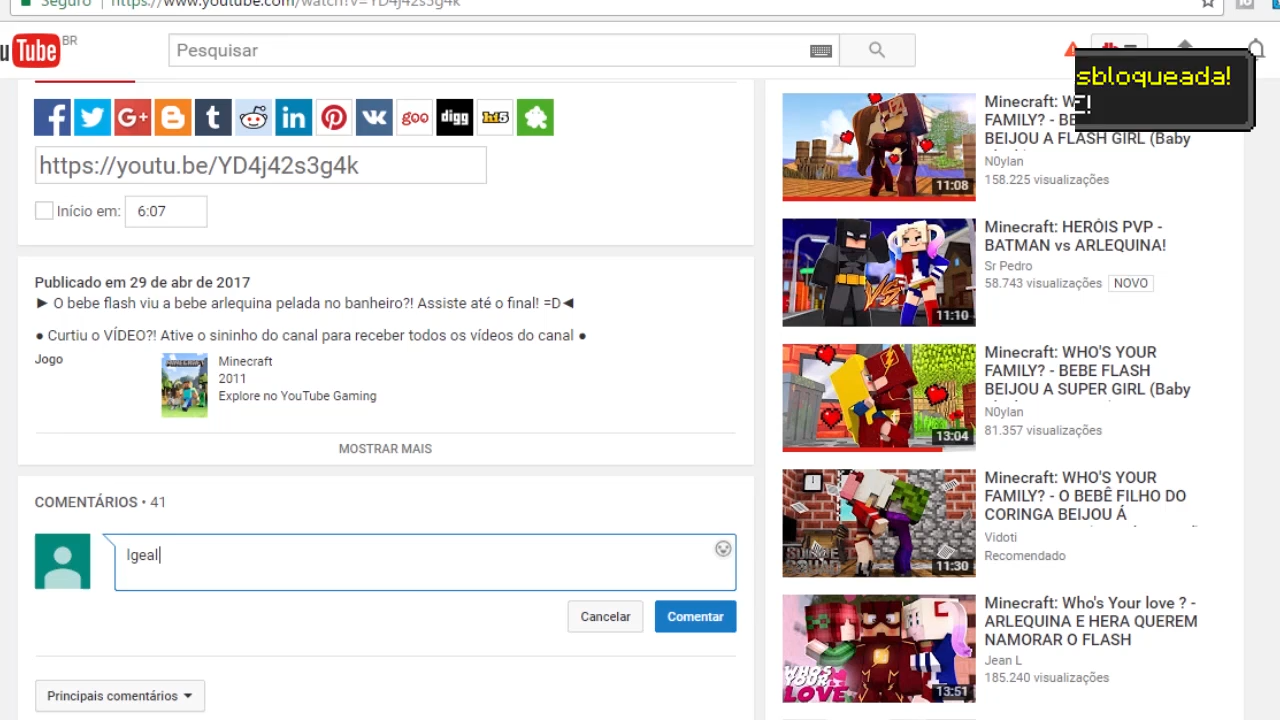 Seguro | https://www.youtube.com/watch?v=YD4j42s3g4k
Tube BR
Pesquisar
sbloqueada!
E!
goo
digg
hi5
https://youtu.be/YD4j42s3g4k
Início em: 6:07
Publicado em 29 de abr de 2017
► O bebe flash viu a bebe arlequina pelada no banheiro?! Assiste até o final! =D◄
● Curtiu o VÍDEO?! Ative o sininho do canal para receber todos os vídeos do canal ●
Jogo
Minecraft
2011
Explore no YouTube Gaming
MOSTRAR MAIS
COMENTÁRIOS • 41
Igeal
Cancelar
Comentar
Principais comentários
11:08
Minecraft: W
FAMILY? - BE
BEIJOU A FLASH GIRL (Baby
N0ylan
158.225 visualizações
11:10
Minecraft: HERÓIS PVP -
BATMAN vs ARLEQUINA!
Sr Pedro
58.743 visualizações NOVO
13:04
Minecraft: WHO'S YOUR
FAMILY? - BEBE FLASH
BEIJOU A SUPER GIRL (Baby
N0ylan
81.357 visualizações
11:30
Minecraft: WHO'S YOUR
FAMILY? - O BEBÊ FILHO DO
CORINGA BEIJOU Á
Vidoti
Recomendado
WHO'S
YOUR
LOVE
13:51
Minecraft: Who's Your love ? -
ARLEQUINA E HERA QUEREM
NAMORAR O FLASH
Jean L
185.240 visualizações